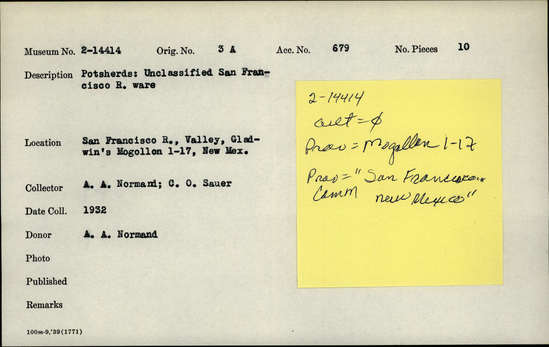 Museum No. 2-14414 Orig. No. 3 A Acc. No. 679 No. Pieces 10
Description Potsherds: Unclassified San Fran-
cisco R. ware
Location San Francisco R., Valley, Glad-
win's Mogollon 1-17, New Mex.
Collector A. A. Normand; C. O. Sauer
Date Coll. 1932
Donor A. A. Normand
Photo
Published
Remarks
100m-9,'39(1771)
2-14414
cult = ϕ
Prov = Mogollon 1-17
Prov = "San Francisco..
Comm New Mexico"